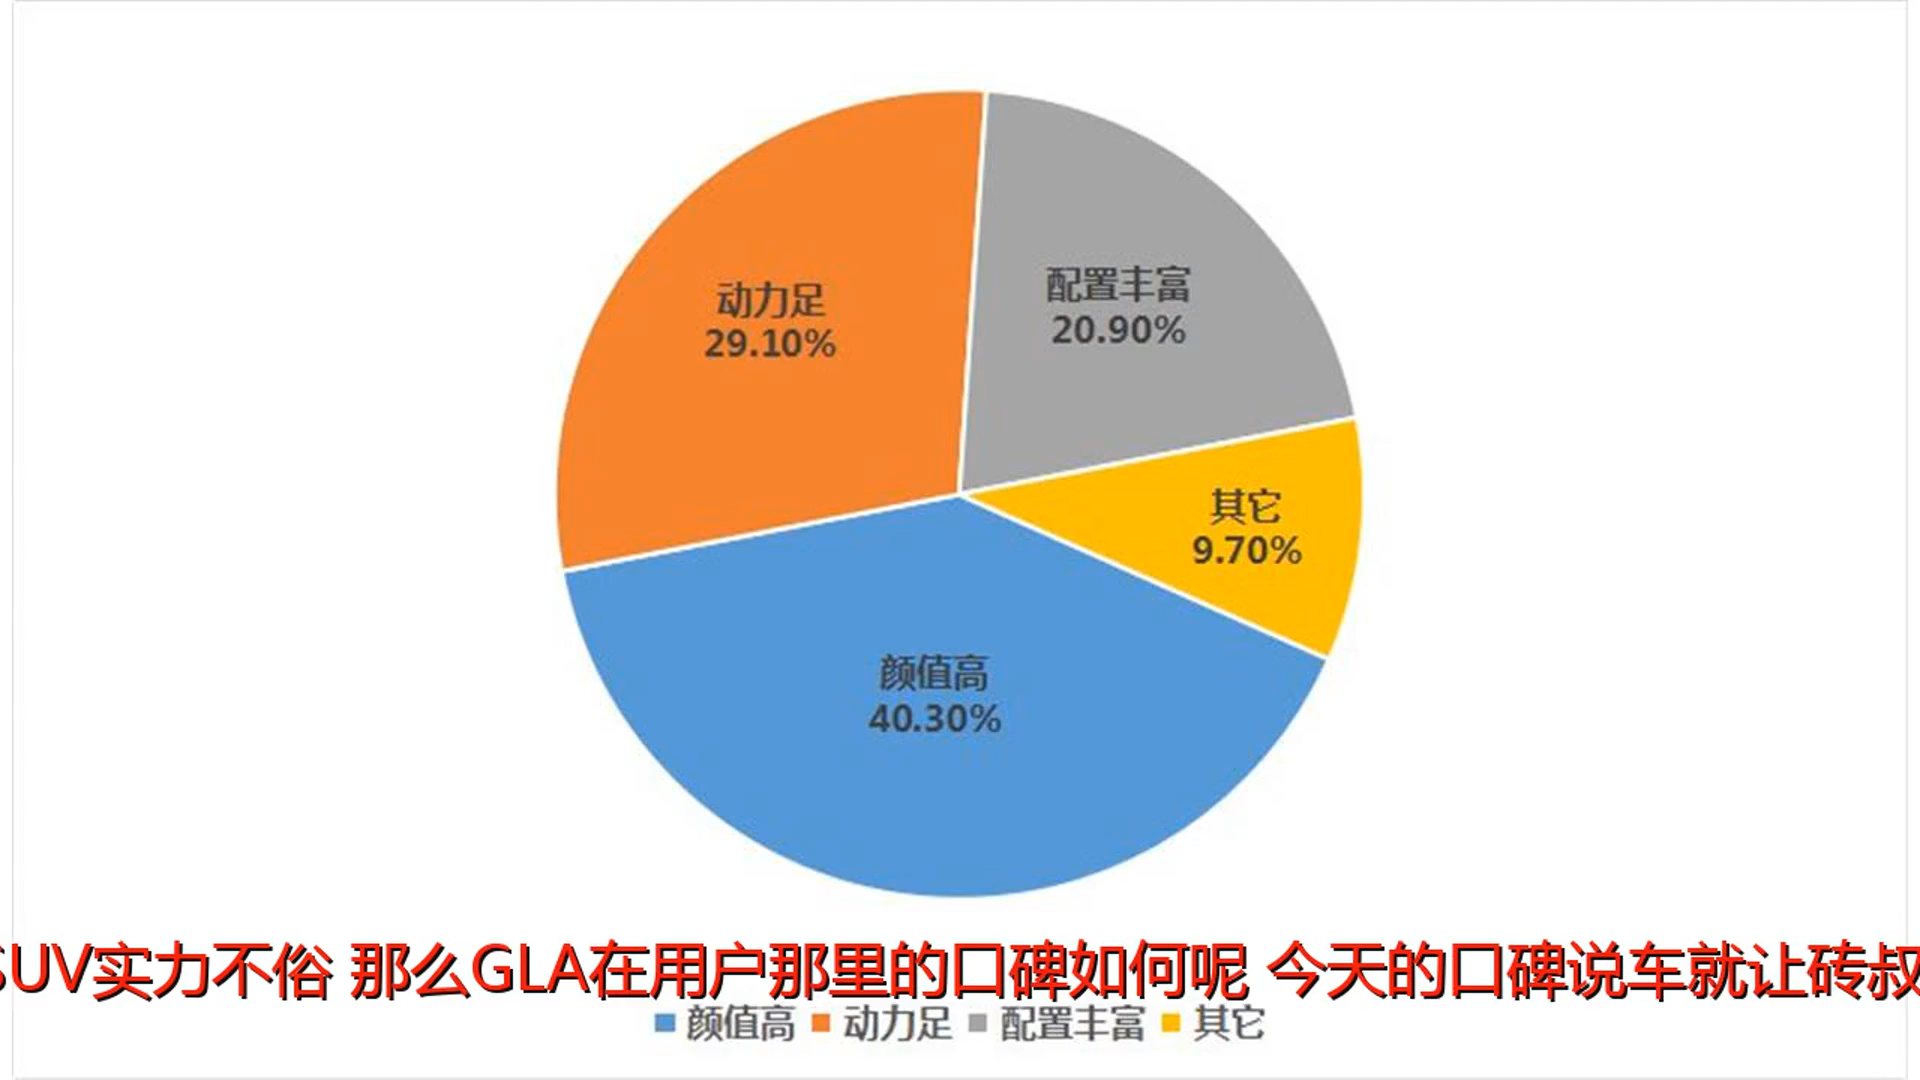 动力足
29.10%
配置丰富
20.90%
其它
9.70%
颜值高
40.30%
SUV实力不俗 那么GLA在用户那里的口碑如何呢 今天的口碑说车就让砖叔
颜值高 动力足 配置丰富 其它